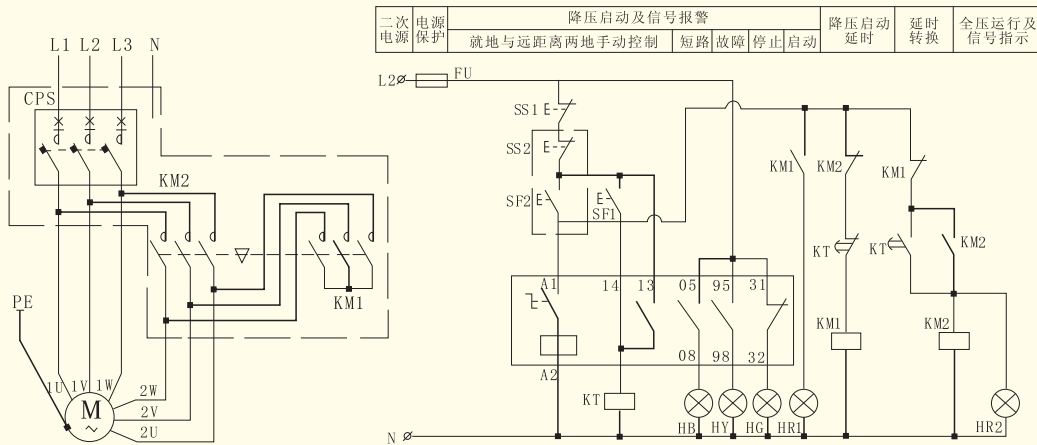 二次电源
电源保护
降压启动及信号报警
就地与远距离两地手动控制
短路
故障
停止
启动
降压启动延时
延时转换
全压运行及信号指示
L1 L2 L3 N
CPS
KM2
KM1
PE
1U 1V 1W
2W
2V
2U
M
~
L2
FU
SS1
SS2
SF2
SF1
KM1
KM2
KM1
KT
KT
KM2
A1 14 13 05 95 31
08 98 32
A2
KM1
KM2
KT
HB HY HG HR1
HR2
N